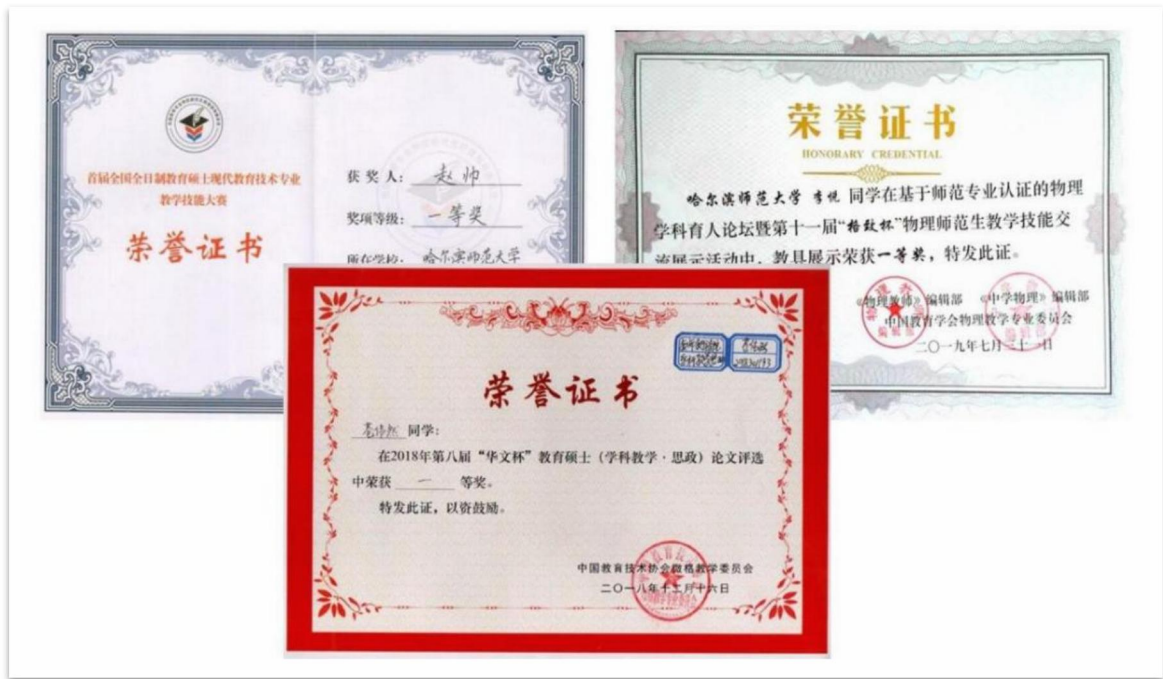 首届全国全日制教育硕士现代教育技术专业
教学技能大赛
荣誉证书
获奖人：赵帅
奖项等级：一等奖
所在学校：哈尔滨师范大学
荣誉证书
HONORARY CREDENTIAL
哈尔滨师范大学 李悦 同学在基于师范专业认证的物理
学科育人论坛暨第十一届“格致杯”物理师范生教学技能交
流展示活动中，教具展示荣获一等奖，特发此证。
《物理教师》编辑部 《中学物理》编辑部
中国教育学会物理教学专业委员会
二〇一九年七月三十一日
荣誉证书
同学：
在2018年第八届“华文杯”教育硕士（学科教学·思政）论文评选
中荣获 一 等奖。
特发此证，以资鼓励。
中国教育技术协会微格教学委员会
二〇一八年十二月十六日